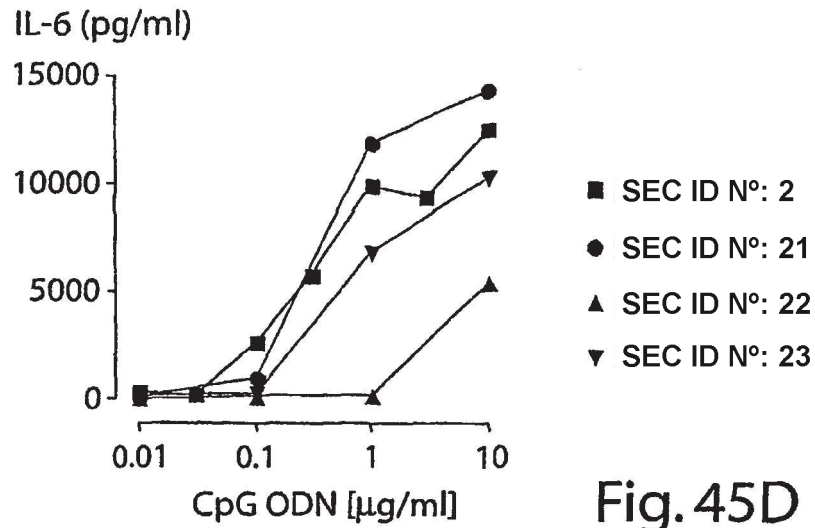 IL-6 (pg/ml)
15000
10000
5000
0
0.01 0.1 1 10
CpG ODN [µg/ml]
SEC ID Nº: 2
SEC ID Nº: 21
SEC ID Nº: 22
SEC ID Nº: 23
Fig. 45D